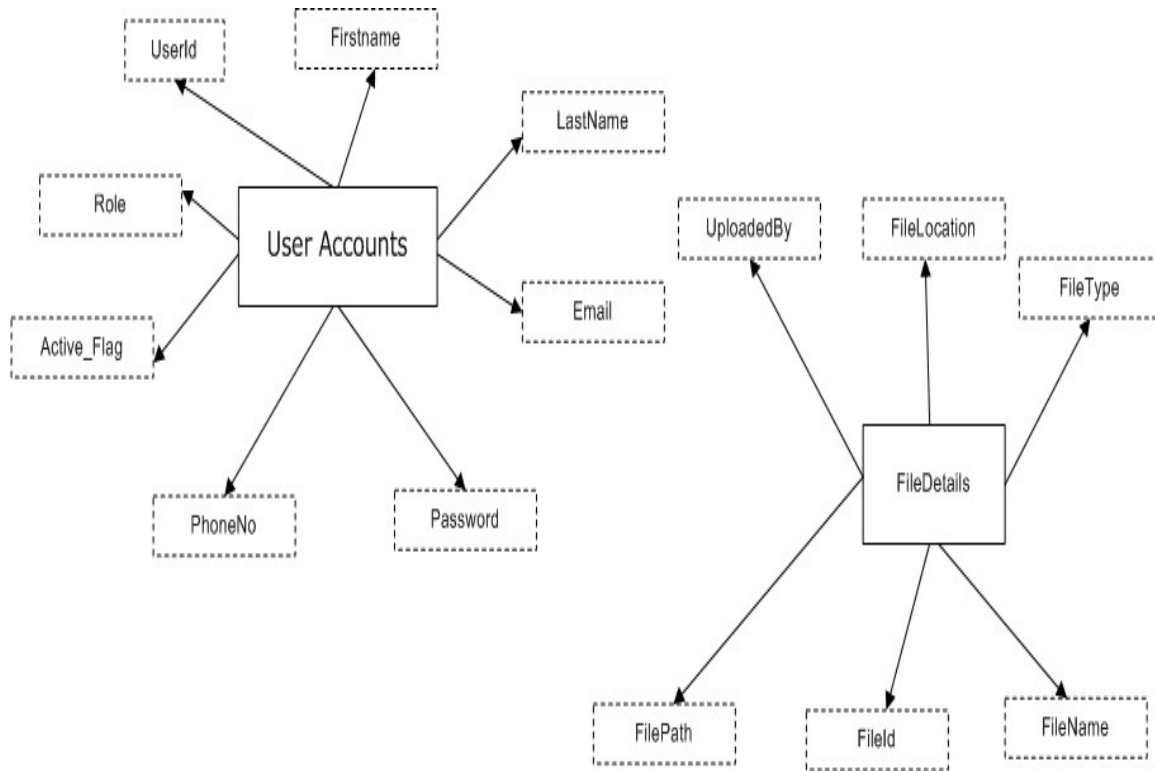 UserId
Firstname
LastName
Role
User Accounts
Email
Active_Flag
PhoneNo
Password
UploadedBy
FileLocation
FileType
FileDetails
FilePath
FileId
FileName